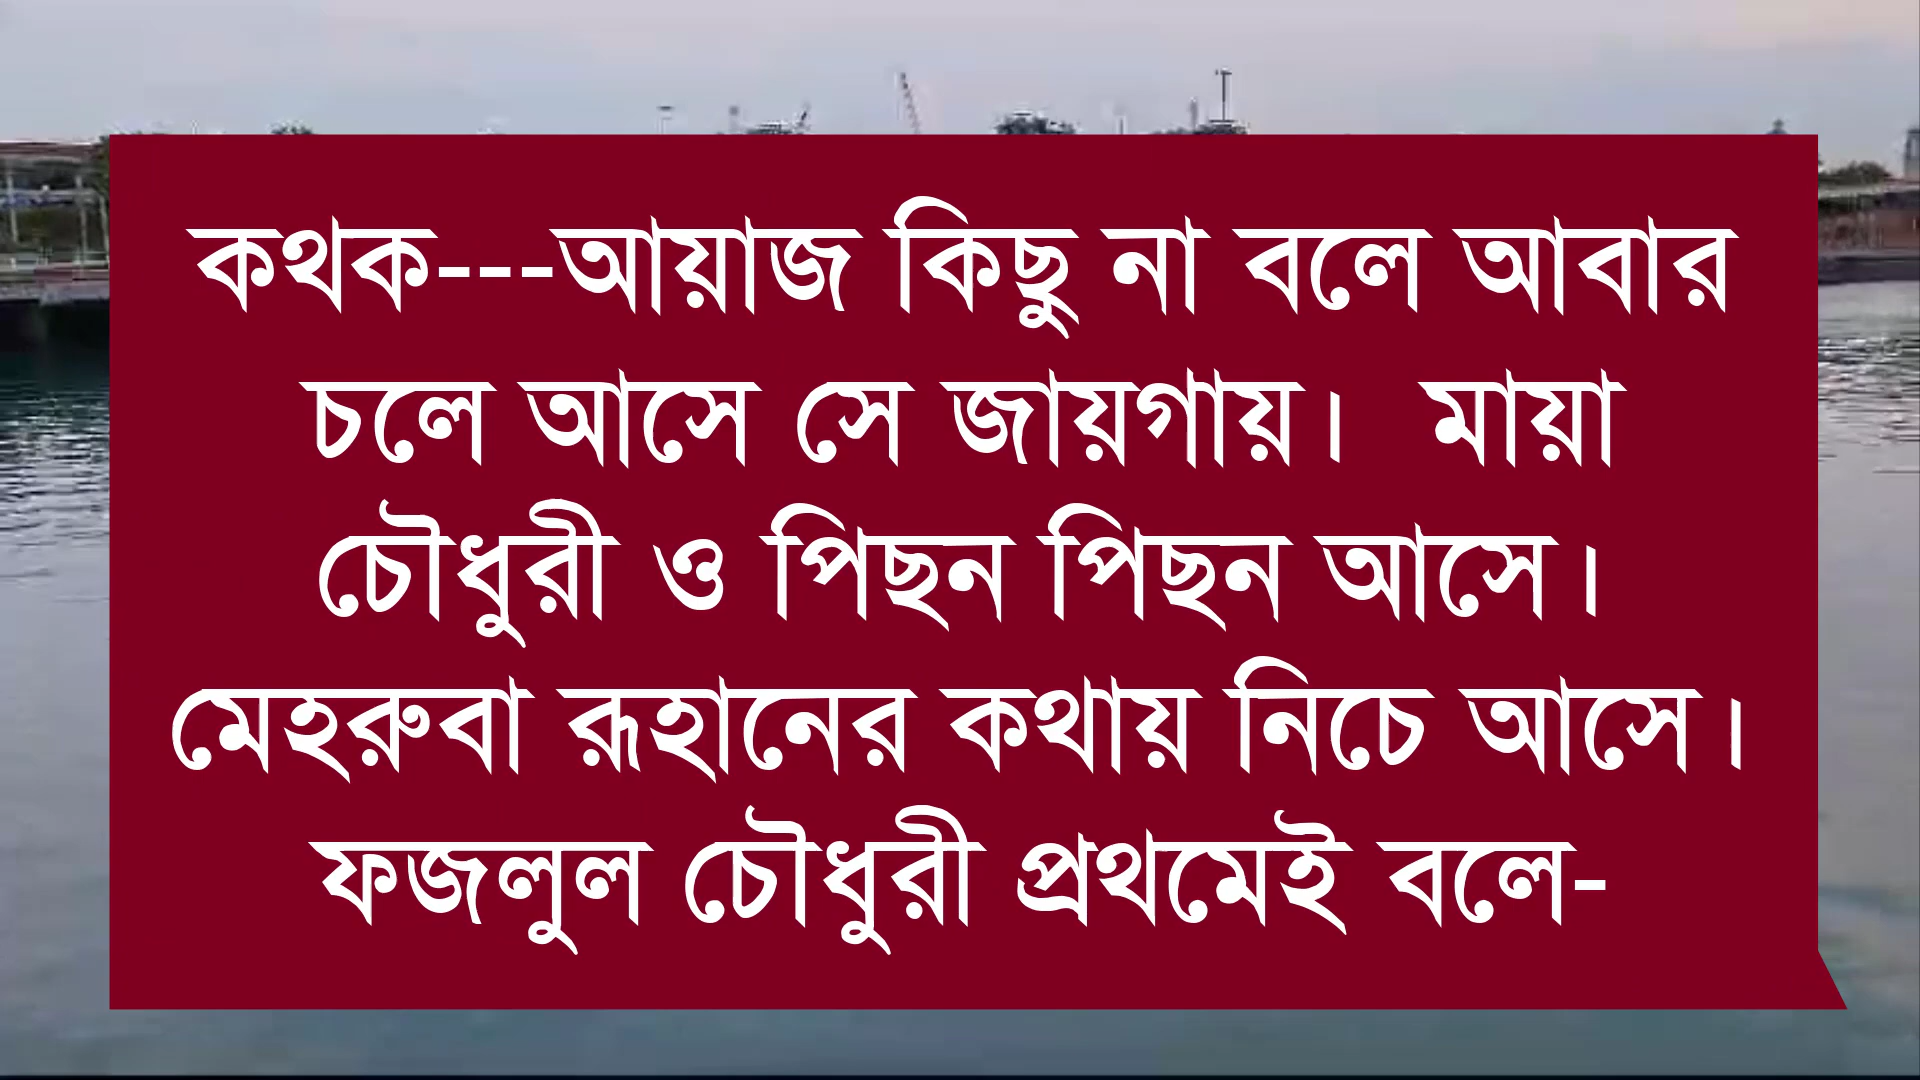 কথক---আয়াজ কিছু না বলে আবার
চলে আসে সে জায়গায়।  মায়া
চৌধুরী ও পিছন পিছন আসে।
মেহরুবা রূহানের কথায় নিচে আসে।
ফজলুল চৌধুরী প্রথমেই বলে-